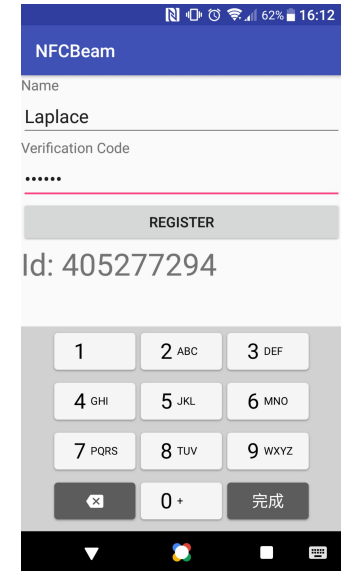 62% 16:12
NFCBeam
Name
Laplace
Verification Code
••••••
REGISTER
Id: 405277294
1 2 ABC 3 DEF
4 GHI 5 JKL 6 MNO
7 PQRS 8 TUV 9 WXYZ
0 + 完成